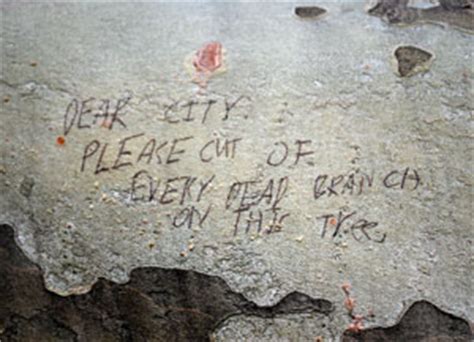 DEAR CITY:
PLEASE CUT OF
EVERY DEAD BRANCH
ON THIS TREE